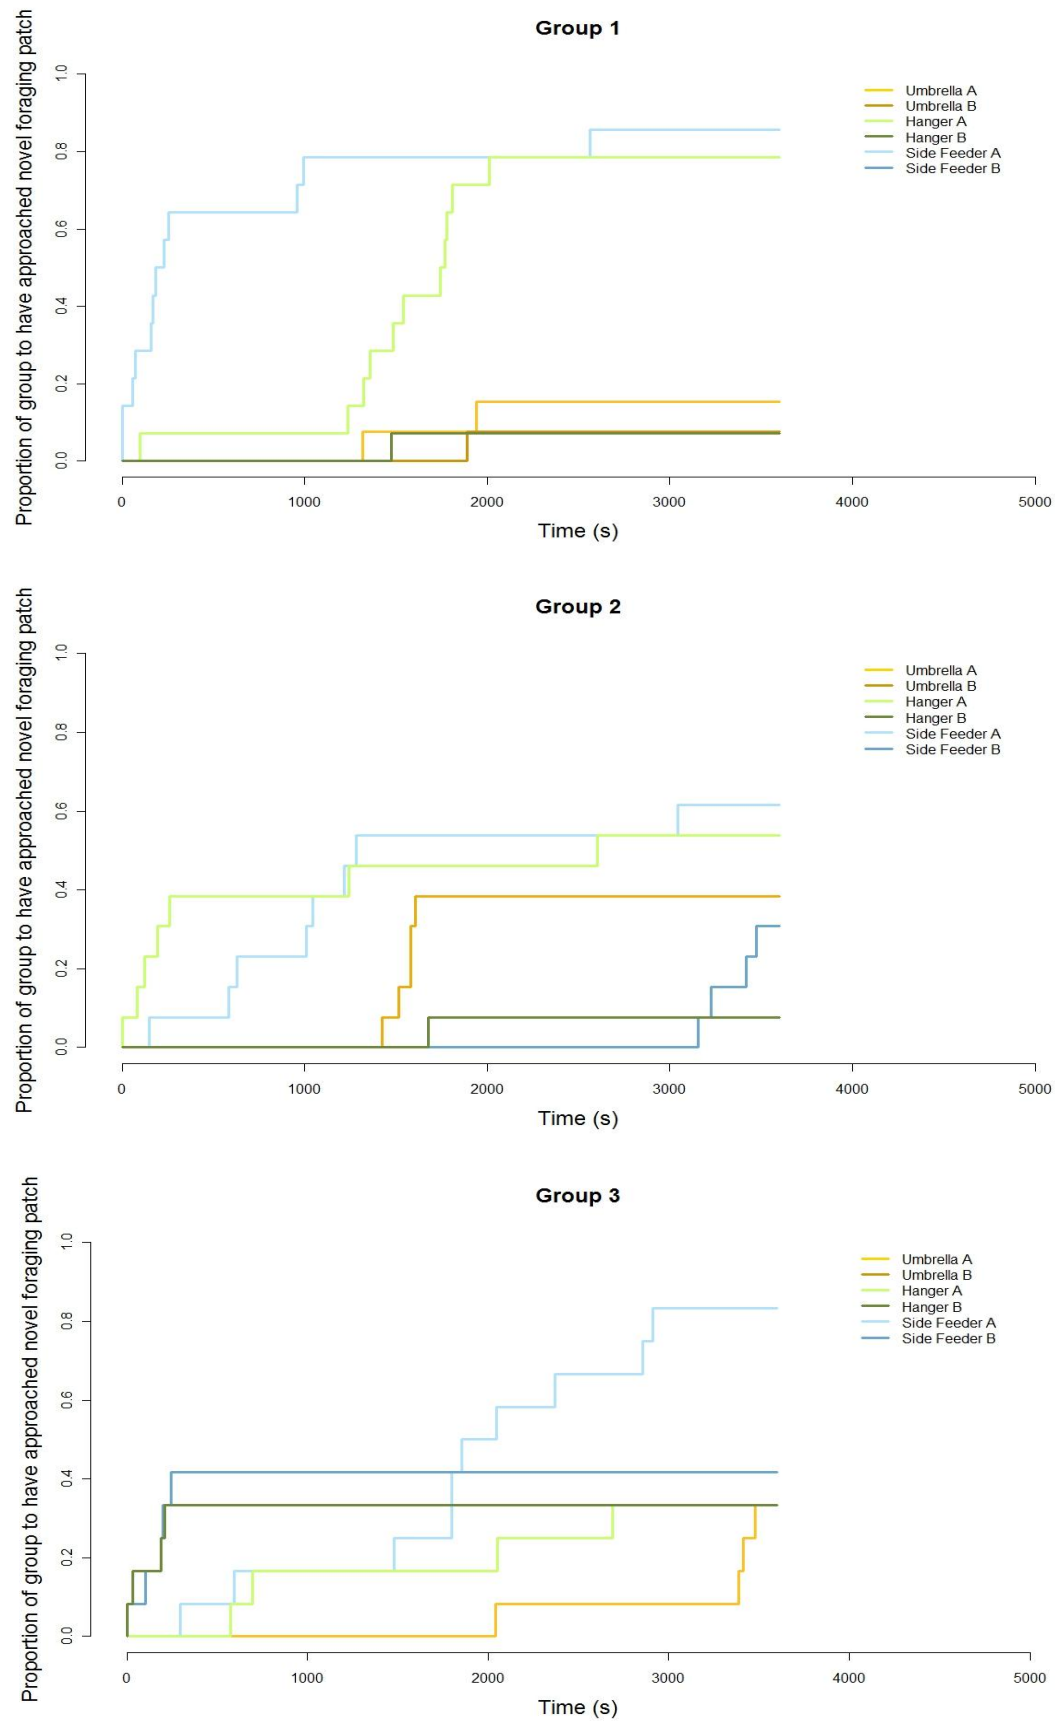 Group 1
Proportion of group to have approached novel foraging patch
1.0
0.8
0.6
0.4
0.2
0.0
Umbrella A
Umbrella B
Hanger A
Hanger B
Side Feeder A
Side Feeder B
0 1000 2000 3000 4000 5000
Time (s)
Group 2
Proportion of group to have approached novel foraging patch
1.0
0.8
0.6
0.4
0.2
0.0
Umbrella A
Umbrella B
Hanger A
Hanger B
Side Feeder A
Side Feeder B
0 1000 2000 3000 4000 5000
Time (s)
Group 3
Proportion of group to have approached novel foraging patch
1.0
0.8
0.6
0.4
0.2
0.0
Umbrella A
Umbrella B
Hanger A
Hanger B
Side Feeder A
Side Feeder B
0 1000 2000 3000 4000 5000
Time (s)